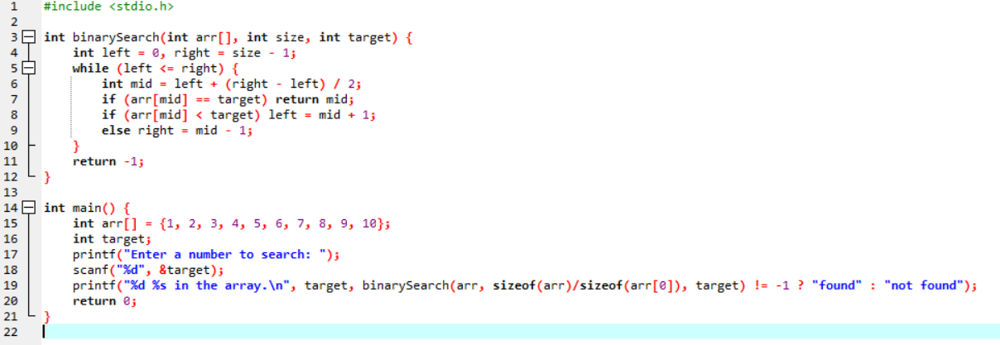 1 #include <stdio.h>
2
3 int binarySearch(int arr[], int size, int target) {
4     int left = 0, right = size - 1;
5     while (left <= right) {
6         int mid = left + (right - left) / 2;
7         if (arr[mid] == target) return mid;
8         if (arr[mid] < target) left = mid + 1;
9         else right = mid - 1;
10     }
11     return -1;
12 }
13
14 int main() {
15     int arr[] = {1, 2, 3, 4, 5, 6, 7, 8, 9, 10};
16     int target;
17     printf("Enter a number to search: ");
18     scanf("%d", &target);
19     printf("%d %s in the array.\n", target, binarySearch(arr, sizeof(arr)/sizeof(arr[0]), target) != -1 ? "found" : "not found");
20     return 0;
21 }
22